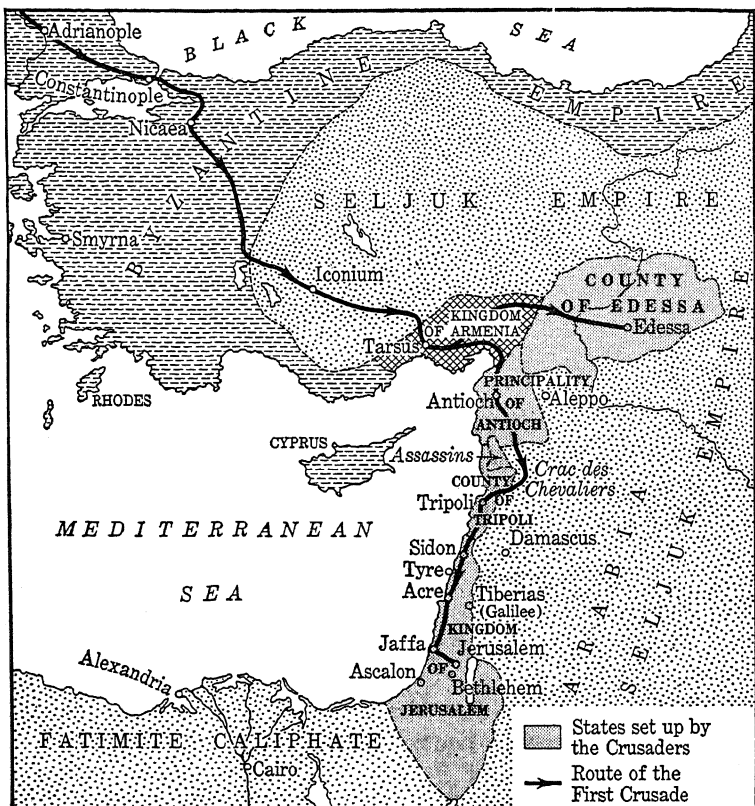 BLACK SEA
Adrianople
Constantinople
Nicaea
BYZANTINE EMPIRE
SELJUK EMPIRE
Smyrna
Iconium
COUNTY
OF EDESSA
Edessa
KINGDOM
OF ARMENIA
Tarsus
RHODES
PRINCIPALITY
Antioch
OF
Aleppo
ANTIOCH
CYPRUS
Assassins
Crac des
Chevaliers
COUNTY
Tripoli
OF
TRIPOLI
MEDITERRANEAN
SEA
Damascus
Sidon
Tyre
Acre
Tiberias
(Galilee)
KINGDOM
Jaffa
Jerusalem
OF
Ascalon
Bethlehem
JERUSALEM
ARABIA
SELJUK EMPIRE
Alexandria
FATIMITE CALIPHATE
Cairo
States set up by
the Crusaders
Route of the
First Crusade